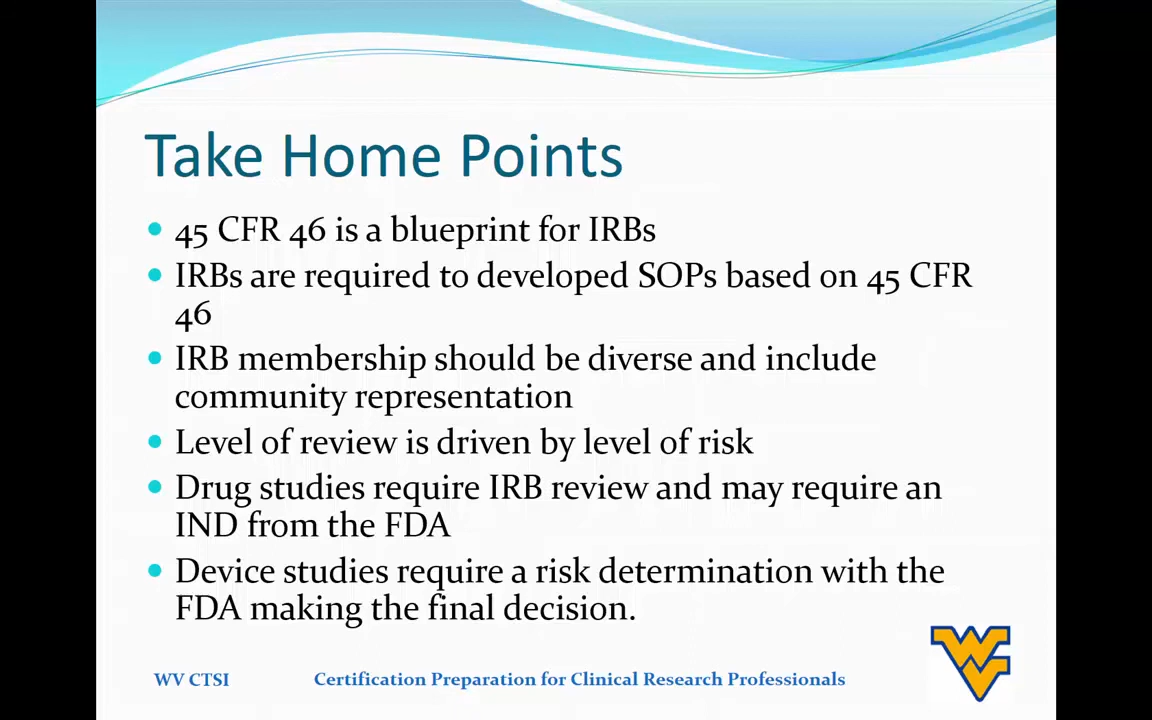 Take Home Points
• 45 CFR 46 is a blueprint for IRBs
• IRBs are required to developed SOPs based on 45 CFR
46
• IRB membership should be diverse and include
community representation
• Level of review is driven by level of risk
• Drug studies require IRB review and may require an
IND from the FDA
• Device studies require a risk determination with the
FDA making the final decision.
WV CTSI
Certification Preparation for Clinical Research Professionals
WV